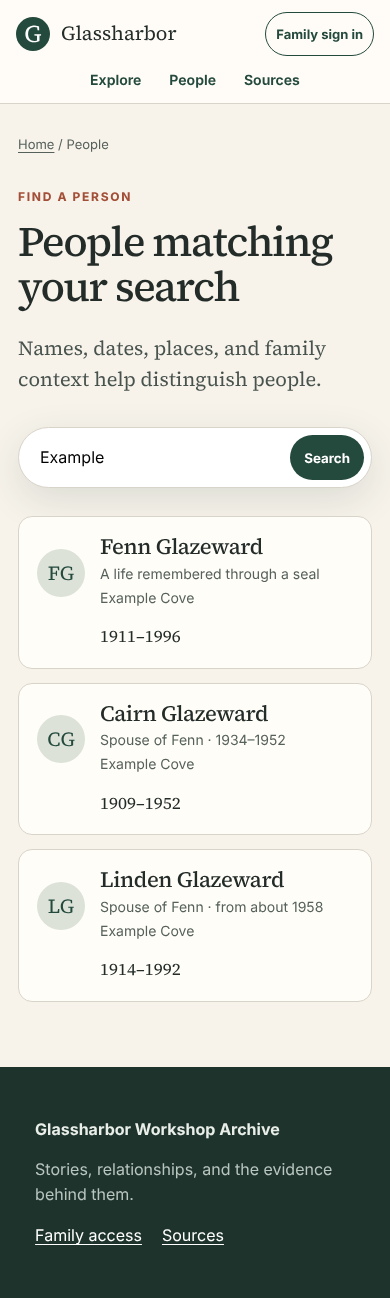 G Glassharbor
Family sign in
Explore People Sources
Home / People
FIND A PERSON
People matching
your search
Names, dates, places, and family
context help distinguish people.
Example
Search
FG
Fenn Glazeward
A life remembered through a seal
Example Cove
1911–1996
CG
Cairn Glazeward
Spouse of Fenn · 1934–1952
Example Cove
1909–1952
LG
Linden Glazeward
Spouse of Fenn · from about 1958
Example Cove
1914–1992
Glassharbor Workshop Archive
Stories, relationships, and the evidence
behind them.
Family access Sources